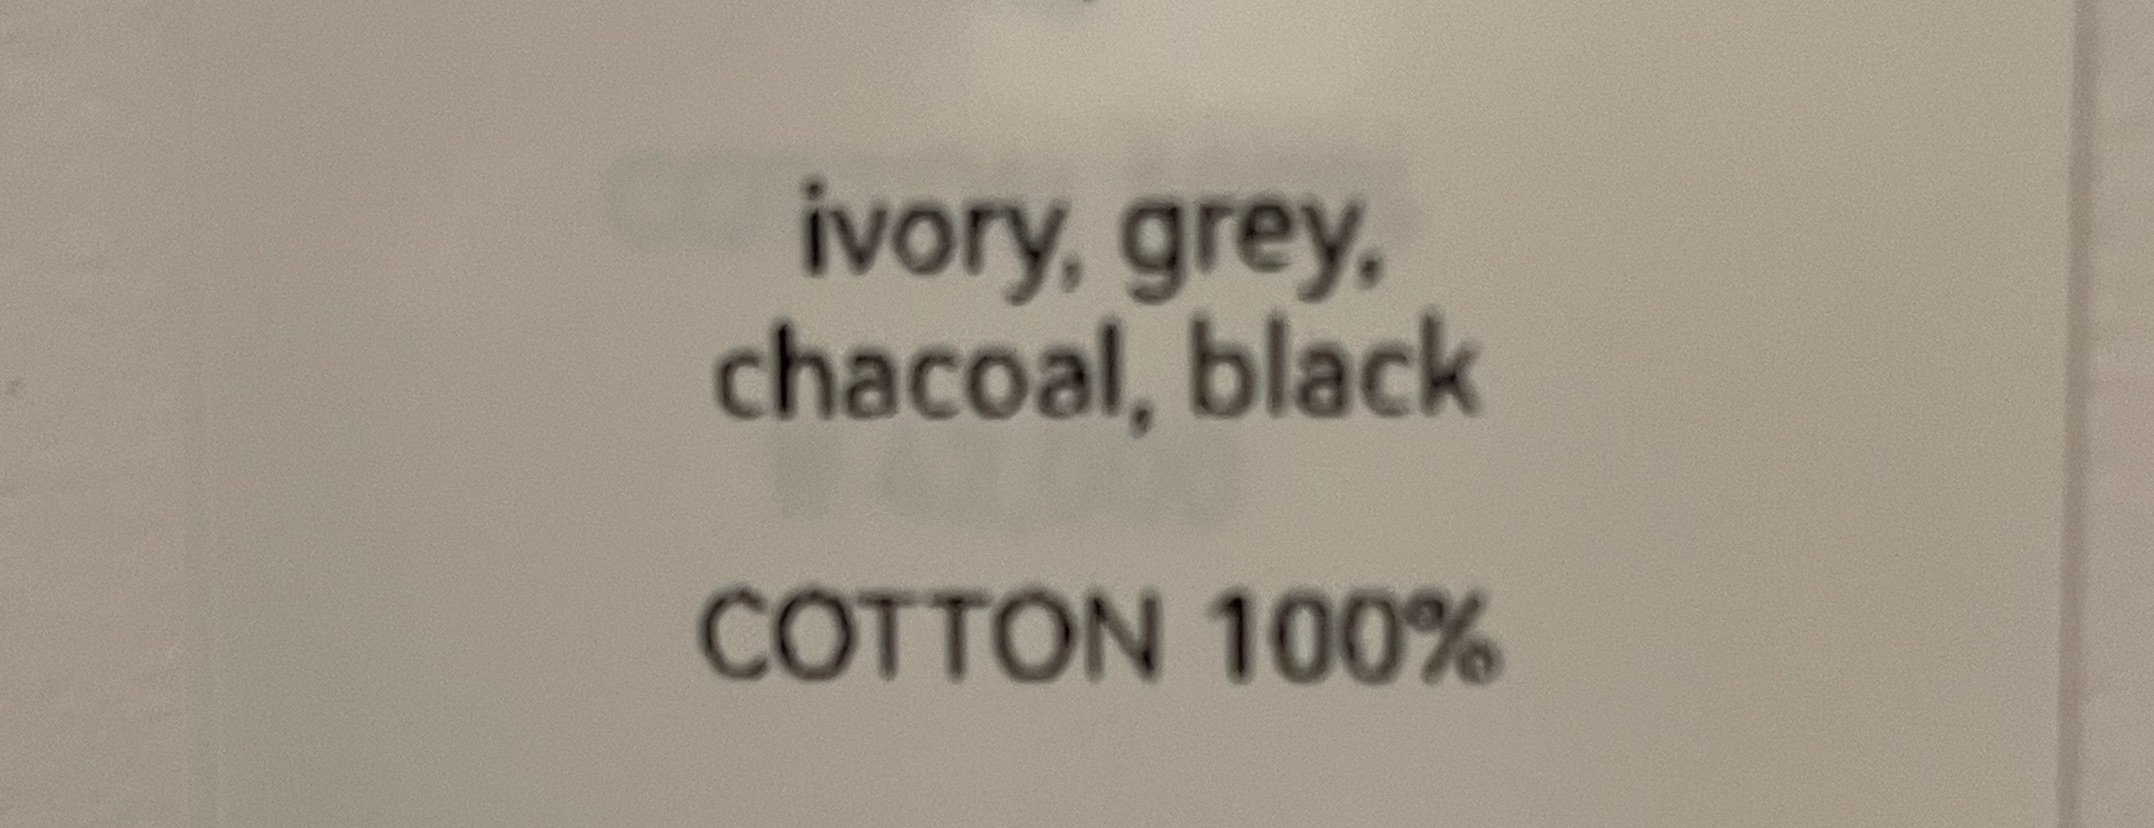 ivory, grey,
chacoal, black
COTTON 100%